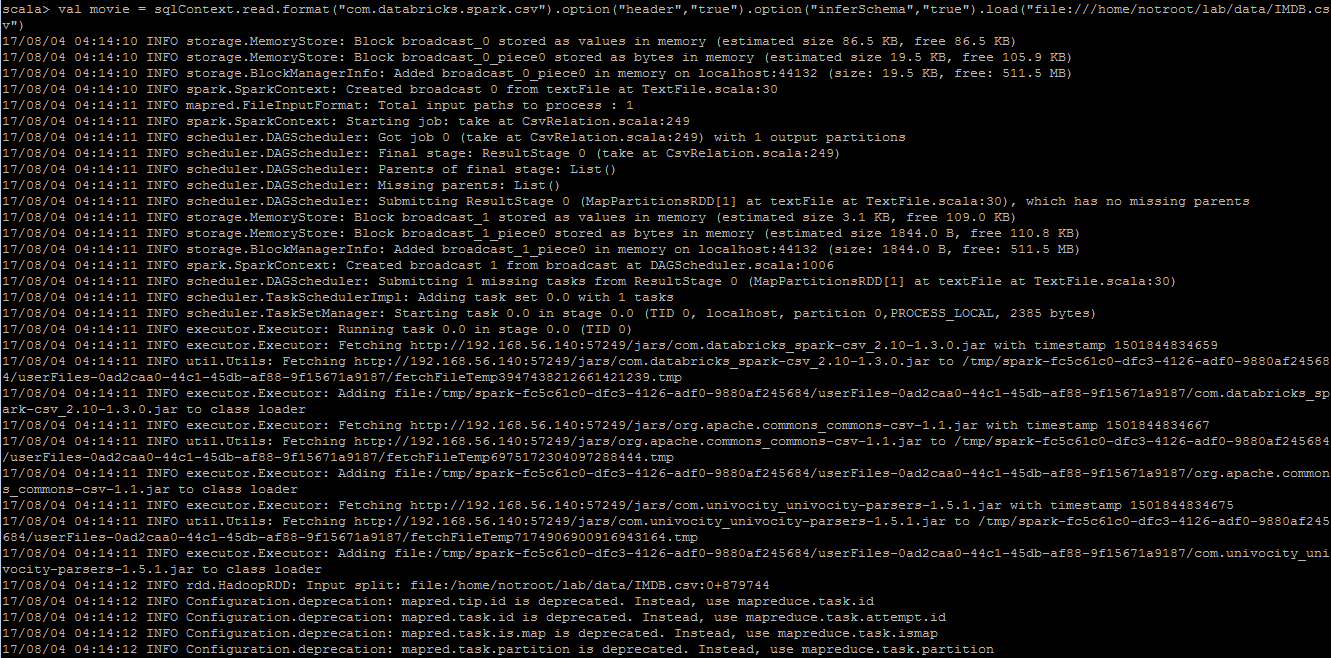 scala> val movie = sqlContext.read.format("com.databricks.spark.csv").option("header","true").option("inferSchema","true").load("file:///home/notroot/lab/data/IMDB.cs
v")
17/08/04 04:14:10 INFO storage.MemoryStore: Block broadcast_0 stored as values in memory (estimated size 86.5 KB, free 86.5 KB)
17/08/04 04:14:10 INFO storage.MemoryStore: Block broadcast_0_piece0 stored as bytes in memory (estimated size 19.5 KB, free 105.9 KB)
17/08/04 04:14:10 INFO storage.BlockManagerInfo: Added broadcast_0_piece0 in memory on localhost:44132 (size: 19.5 KB, free: 511.5 MB)
17/08/04 04:14:10 INFO spark.SparkContext: Created broadcast 0 from textFile at TextFile.scala:30
17/08/04 04:14:11 INFO mapred.FileInputFormat: Total input paths to process : 1
17/08/04 04:14:11 INFO spark.SparkContext: Starting job: take at CsvRelation.scala:249
17/08/04 04:14:11 INFO scheduler.DAGScheduler: Got job 0 (take at CsvRelation.scala:249) with 1 output partitions
17/08/04 04:14:11 INFO scheduler.DAGScheduler: Final stage: ResultStage 0 (take at CsvRelation.scala:249)
17/08/04 04:14:11 INFO scheduler.DAGScheduler: Parents of final stage: List()
17/08/04 04:14:11 INFO scheduler.DAGScheduler: Missing parents: List()
17/08/04 04:14:11 INFO scheduler.DAGScheduler: Submitting ResultStage 0 (MapPartitionsRDD[1] at textFile at TextFile.scala:30), which has no missing parents
17/08/04 04:14:11 INFO storage.MemoryStore: Block broadcast_1 stored as values in memory (estimated size 3.1 KB, free 109.0 KB)
17/08/04 04:14:11 INFO storage.MemoryStore: Block broadcast_1_piece0 stored as bytes in memory (estimated size 1844.0 B, free 110.8 KB)
17/08/04 04:14:11 INFO storage.BlockManagerInfo: Added broadcast_1_piece0 in memory on localhost:44132 (size: 1844.0 B, free: 511.5 MB)
17/08/04 04:14:11 INFO spark.SparkContext: Created broadcast 1 from broadcast at DAGScheduler.scala:1006
17/08/04 04:14:11 INFO scheduler.DAGScheduler: Submitting 1 missing tasks from ResultStage 0 (MapPartitionsRDD[1] at textFile at TextFile.scala:30)
17/08/04 04:14:11 INFO scheduler.TaskSchedulerImpl: Adding task set 0.0 with 1 tasks
17/08/04 04:14:11 INFO scheduler.TaskSetManager: Starting task 0.0 in stage 0.0 (TID 0, localhost, partition 0,PROCESS_LOCAL, 2385 bytes)
17/08/04 04:14:11 INFO executor.Executor: Running task 0.0 in stage 0.0 (TID 0)
17/08/04 04:14:11 INFO executor.Executor: Fetching http://192.168.56.140:57249/jars/com.databricks_spark-csv_2.10-1.3.0.jar with timestamp 1501844834659
17/08/04 04:14:11 INFO util.Utils: Fetching http://192.168.56.140:57249/jars/com.databricks_spark-csv_2.10-1.3.0.jar to /tmp/spark-fc5c61c0-dfc3-4126-adf0-9880af24568
4/userFiles-0ad2caa0-44c1-45db-af88-9f15671a9187/fetchFileTemp3947438212661421239.tmp
17/08/04 04:14:11 INFO executor.Executor: Adding file:/tmp/spark-fc5c61c0-dfc3-4126-adf0-9880af245684/userFiles-0ad2caa0-44c1-45db-af88-9f15671a9187/com.databricks_sp
ark-csv_2.10-1.3.0.jar to class loader
17/08/04 04:14:11 INFO executor.Executor: Fetching http://192.168.56.140:57249/jars/org.apache.commons_commons-csv-1.1.jar with timestamp 1501844834667
17/08/04 04:14:11 INFO util.Utils: Fetching http://192.168.56.140:57249/jars/org.apache.commons_commons-csv-1.1.jar to /tmp/spark-fc5c61c0-dfc3-4126-adf0-9880af245684
/userFiles-0ad2caa0-44c1-45db-af88-9f15671a9187/fetchFileTemp6975172304097288444.tmp
17/08/04 04:14:11 INFO executor.Executor: Adding file:/tmp/spark-fc5c61c0-dfc3-4126-adf0-9880af245684/userFiles-0ad2caa0-44c1-45db-af88-9f15671a9187/org.apache.common
s_commons-csv-1.1.jar to class loader
17/08/04 04:14:11 INFO executor.Executor: Fetching http://192.168.56.140:57249/jars/com.univocity_univocity-parsers-1.5.1.jar with timestamp 1501844834675
17/08/04 04:14:11 INFO util.Utils: Fetching http://192.168.56.140:57249/jars/com.univocity_univocity-parsers-1.5.1.jar to /tmp/spark-fc5c61c0-dfc3-4126-adf0-9880af245
684/userFiles-0ad2caa0-44c1-45db-af88-9f15671a9187/fetchFileTemp7174906900916943164.tmp
17/08/04 04:14:11 INFO executor.Executor: Adding file:/tmp/spark-fc5c61c0-dfc3-4126-adf0-9880af245684/userFiles-0ad2caa0-44c1-45db-af88-9f15671a9187/com.univocity_uni
vocity-parsers-1.5.1.jar to class loader
17/08/04 04:14:12 INFO rdd.HadoopRDD: Input split: file:/home/notroot/lab/data/IMDB.csv:0+879744
17/08/04 04:14:12 INFO Configuration.deprecation: mapred.tip.id is deprecated. Instead, use mapreduce.task.id
17/08/04 04:14:12 INFO Configuration.deprecation: mapred.task.id is deprecated. Instead, use mapreduce.task.attempt.id
17/08/04 04:14:12 INFO Configuration.deprecation: mapred.task.is.map is deprecated. Instead, use mapreduce.task.ismap
17/08/04 04:14:12 INFO Configuration.deprecation: mapred.task.partition is deprecated. Instead, use mapreduce.task.partition